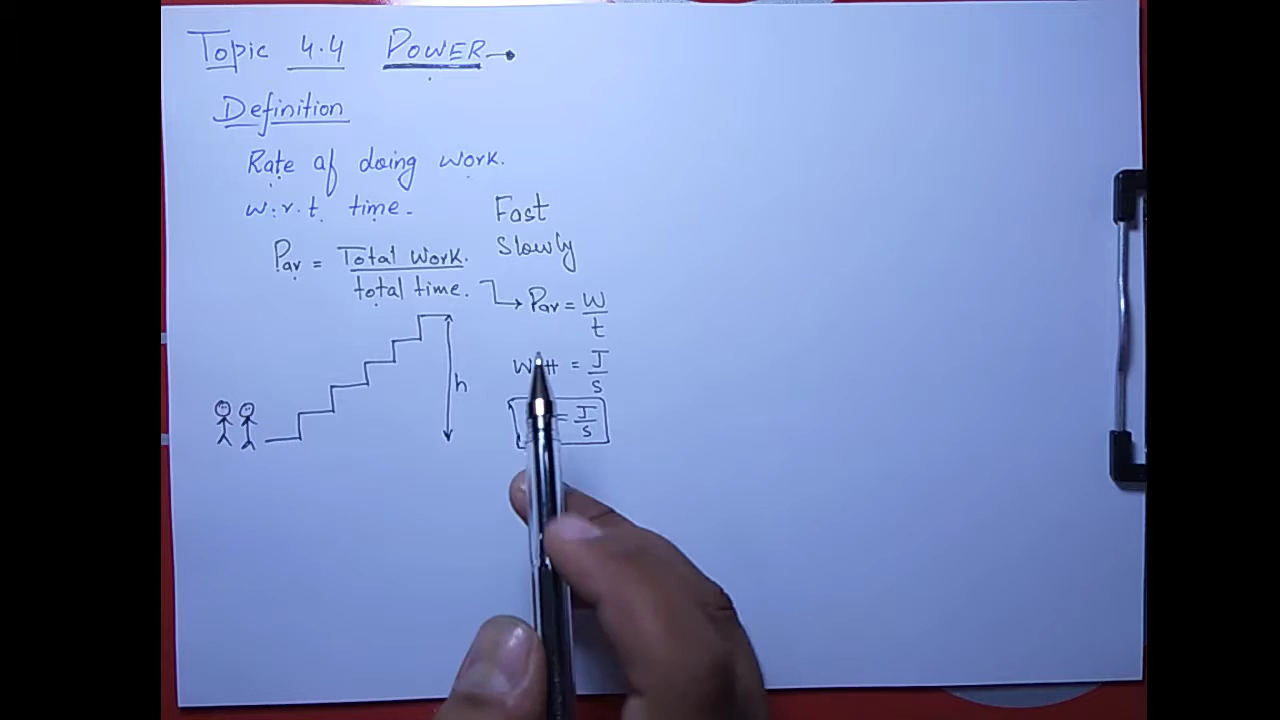 Topic 4.4 POWER
Definition
Rate of doing work.
w.r.t. time.
Fast
Slowly
Pav = Total Work.
total time.
Pav = W
t
= J
s
h
= J
s